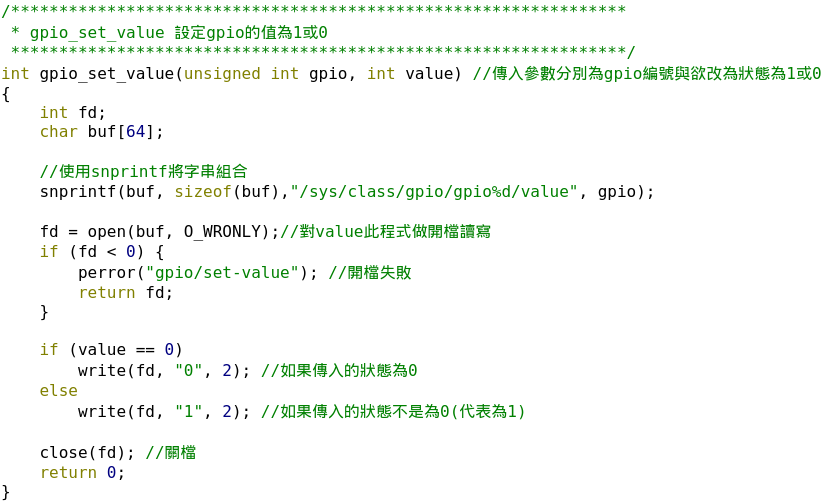 /****************************************************************
 * gpio_set_value 設定gpio的值為1或0
 ****************************************************************/
int gpio_set_value(unsigned int gpio, int value) //傳入參數分別為gpio編號與欲改為狀態為1或0
{
    int fd;
    char buf[64];

    //使用snprintf將字串組合
    snprintf(buf, sizeof(buf),"/sys/class/gpio/gpio%d/value", gpio);

    fd = open(buf, O_WRONLY);//對value此程式做開檔讀寫
    if (fd < 0) {
        perror("gpio/set-value"); //開檔失敗
        return fd;
    }

    if (value == 0)
        write(fd, "0", 2); //如果傳入的狀態為0
    else
        write(fd, "1", 2); //如果傳入的狀態不是為0(代表為1)

    close(fd); //關檔
    return 0;
}